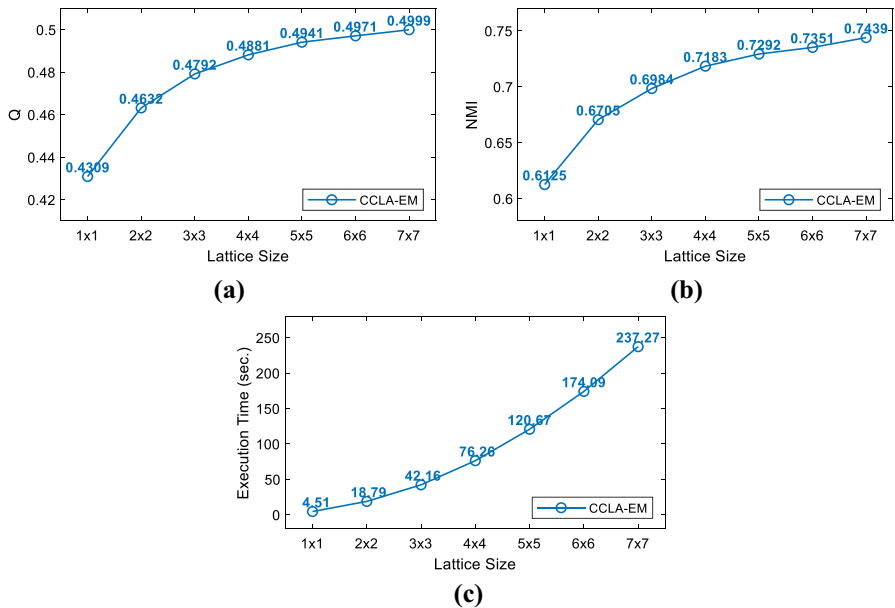 0.5
0.48
0.46
0.44
0.42
Q
0.4309
0.4632
0.4792
0.4881
0.4941
0.4971
0.4999
CCLA-EM
1x1 2x2 3x3 4x4 5x5 6x6 7x7
Lattice Size
(a)
0.75
0.7
0.65
0.6
NMI
0.6125
0.6705
0.6984
0.7183
0.7292
0.7351
0.7439
CCLA-EM
1x1 2x2 3x3 4x4 5x5 6x6 7x7
Lattice Size
(b)
250
200
150
100
50
0
Execution Time (sec.)
4.51
18.79
42.16
76.26
120.67
174.09
237.27
CCLA-EM
1x1 2x2 3x3 4x4 5x5 6x6 7x7
Lattice Size
(c)